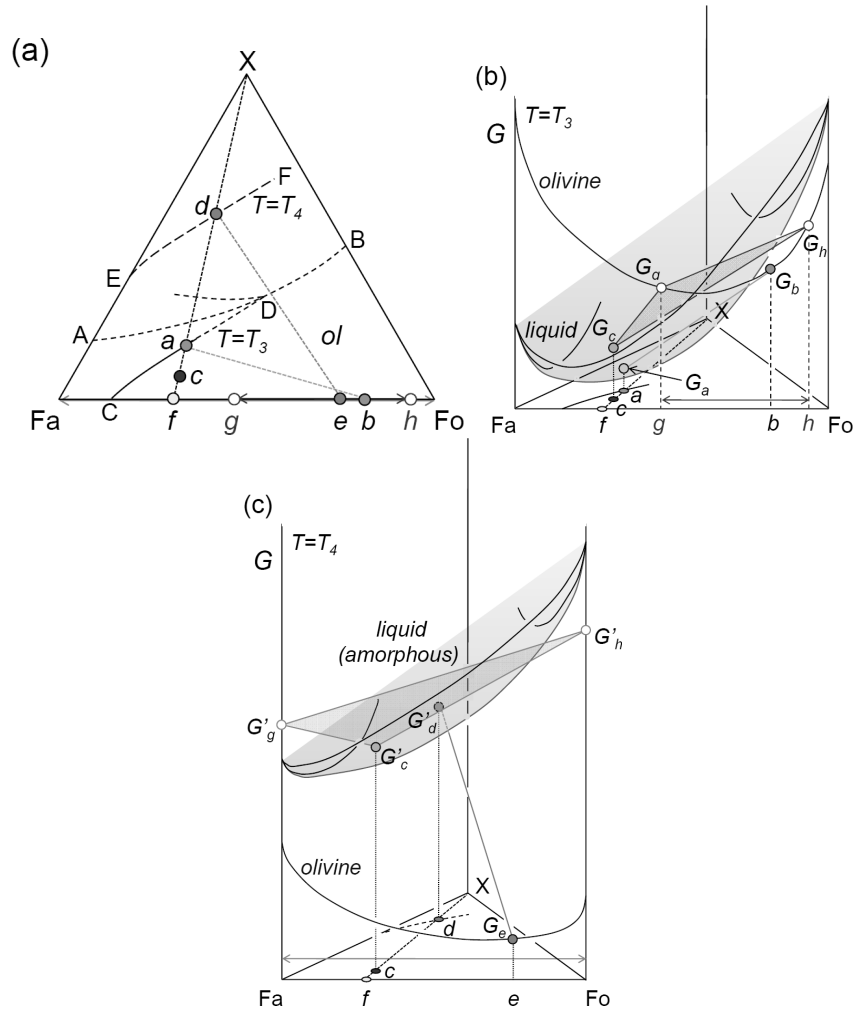 (a)
X
F
d
T=T4
B
E
D
A
a
T=T3
ol
c
C
Fa
f
g
e
b
h
Fo
(b)
T=T3
G
olivine
Ga
Gh
Gb
liquid
Gc
X
Ga
a
c
Fa
f
g
b
h
Fo
(c)
T=T4
G
liquid
(amorphous)
G'h
G'g
G'd
G'c
olivine
X
d
Ge
c
Fa
f
e
Fo